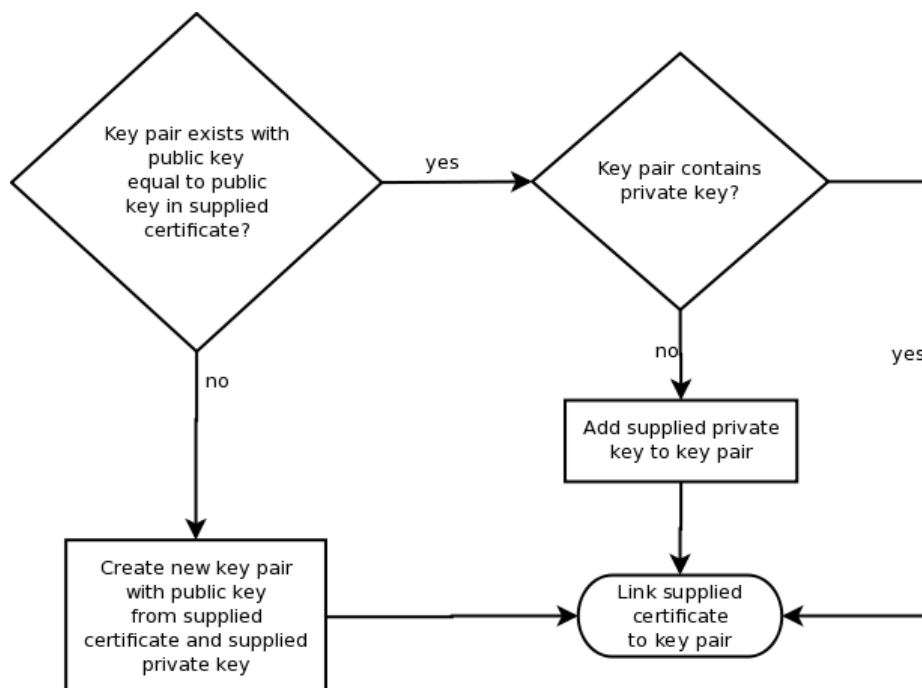 Key pair exists with
public key
equal to public
key in supplied
certificate?
yes
Key pair contains
private key?
no
yes
no
Add supplied private
key to key pair
Create new key pair
with public key
from supplied
certificate and supplied
private key
Link supplied
certificate
to key pair